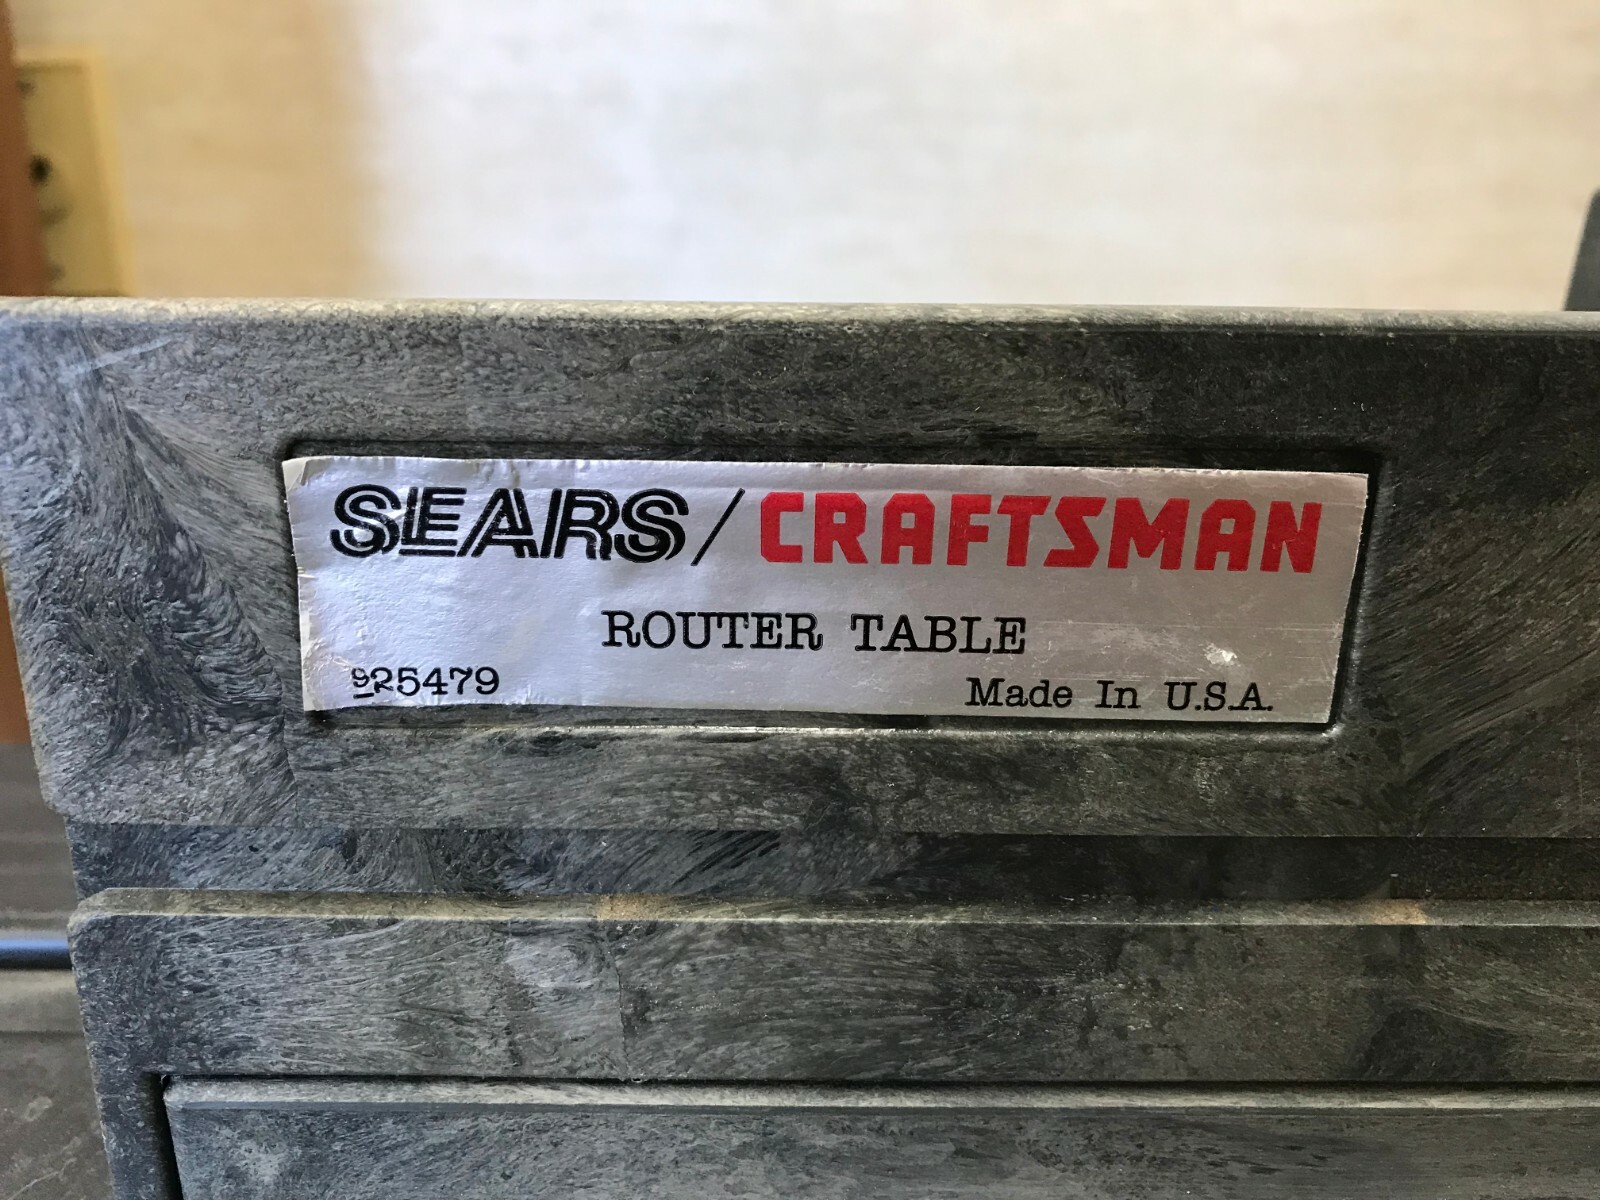 SEARS/CRAFTSMAN
ROUTER TABLE
925479 Made In U.S.A.